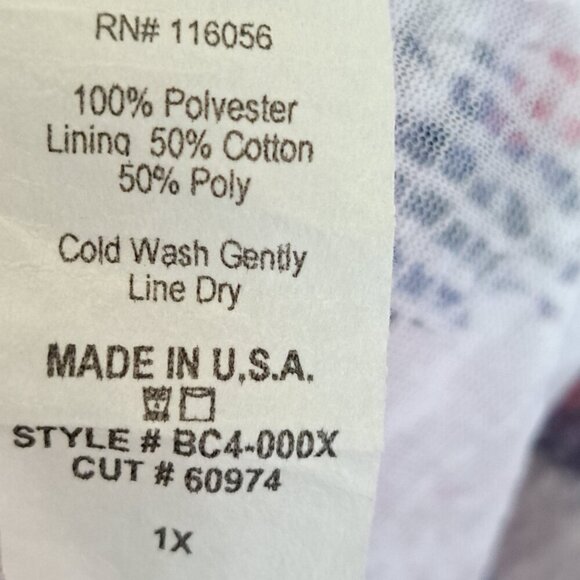 RN# 116056
100% Polyester
Lining 50% Cotton
50% Poly
Cold Wash Gently
Line Dry
MADE IN U.S.A.
STYLE # BC4-000X
CUT # 60974
1X